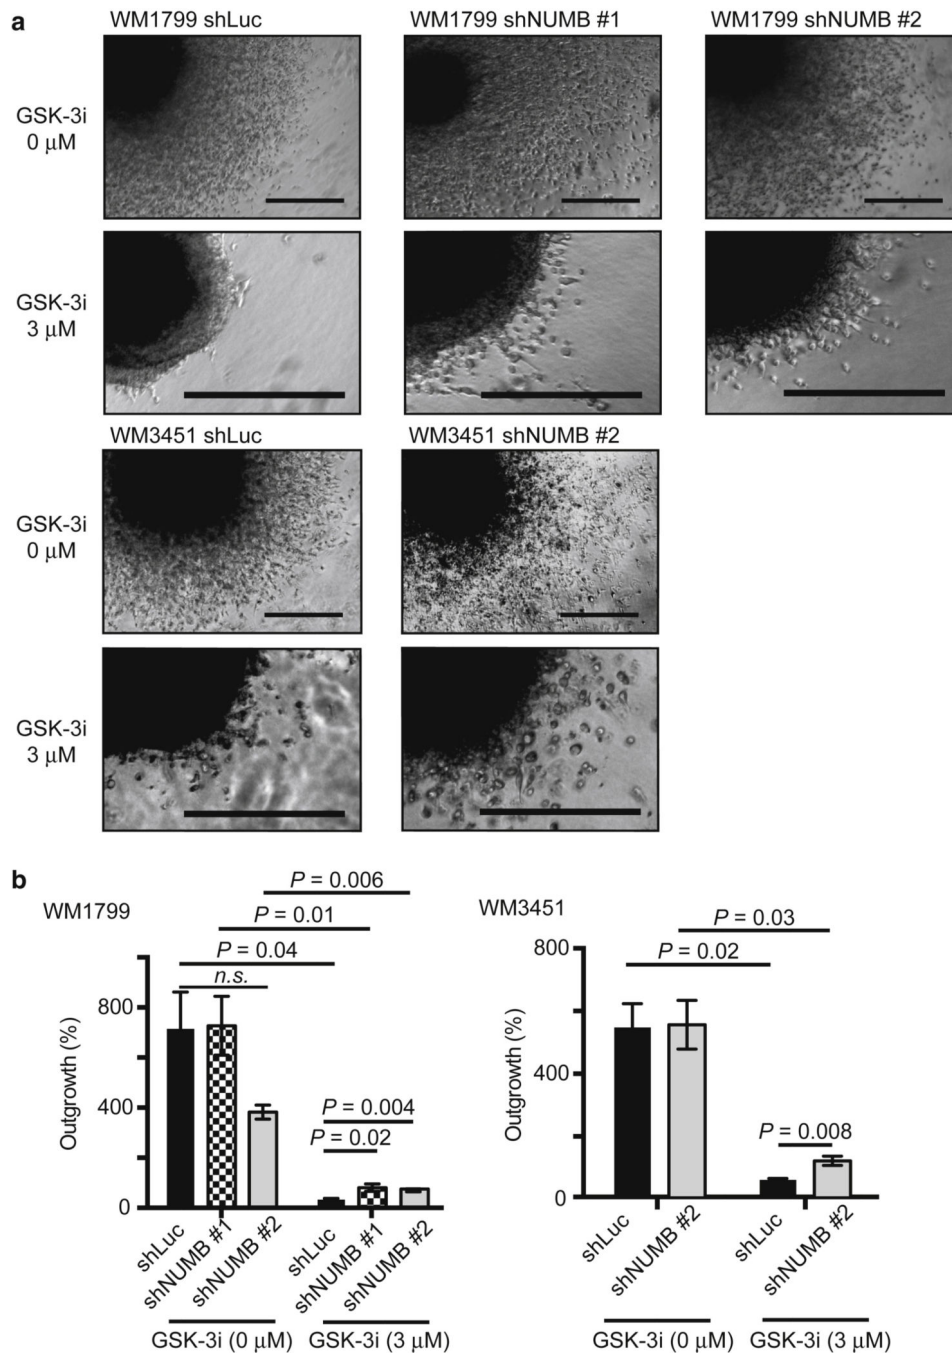 a
WM1799 shLuc
WM1799 shNUMB #1
WM1799 shNUMB #2
GSK-3i
0 μM
GSK-3i
3 μM
WM3451 shLuc
WM3451 shNUMB #2
GSK-3i
0 μM
GSK-3i
3 μM
b
WM1799
P = 0.006
P = 0.01
P = 0.04
n.s.
Outgrowth (%)
800
400
0
P = 0.004
P = 0.02
shLuc
shNUMB #1
shNUMB #2
shLuc
shNUMB #1
shNUMB #2
GSK-3i (0 μM)
GSK-3i (3 μM)
WM3451
P = 0.03
P = 0.02
Outgrowth (%)
800
400
0
P = 0.008
shLuc
shNUMB #2
shLuc
shNUMB #2
GSK-3i (0 μM)
GSK-3i (3 μM)